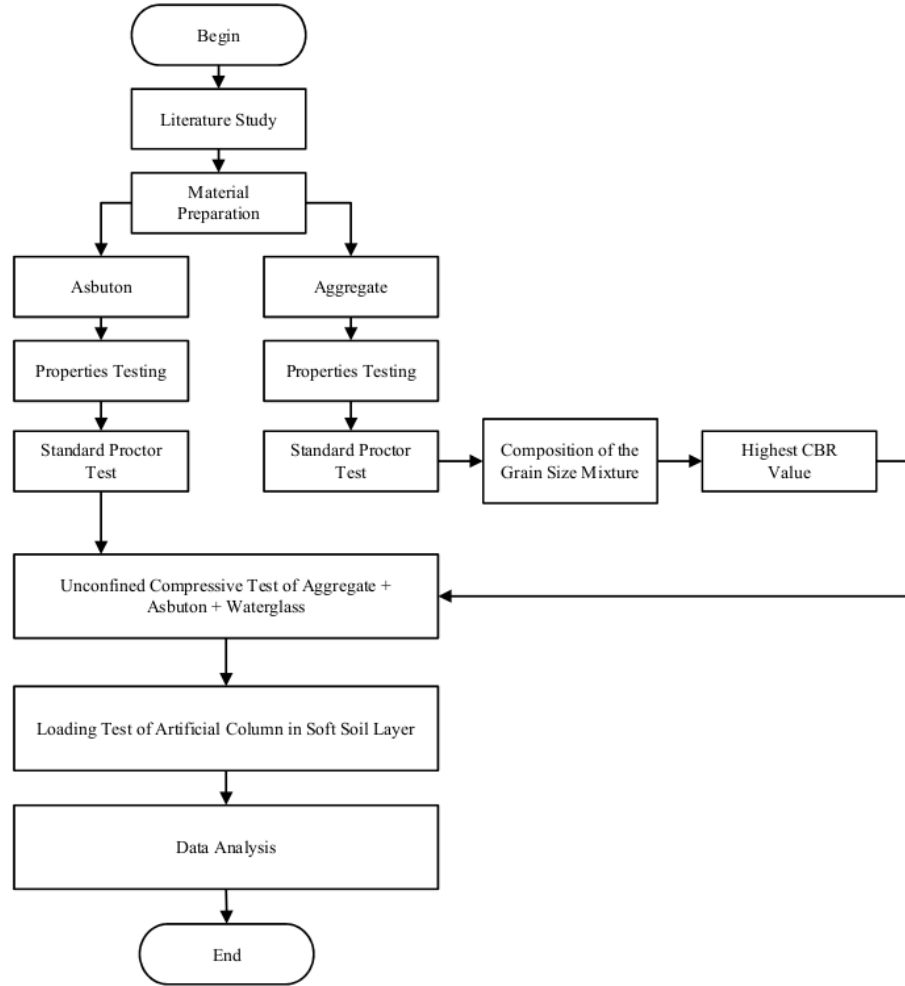 Begin
Literature Study
Material
Preparation
Asbuton
Aggregate
Properties Testing
Properties Testing
Standard Proctor
Test
Standard Proctor
Test
Composition of the
Grain Size Mixture
Highest CBR
Value
Unconfined Compressive Test of Aggregate +
Asbuton + Waterglass
Loading Test of Artificial Column in Soft Soil Layer
Data Analysis
End